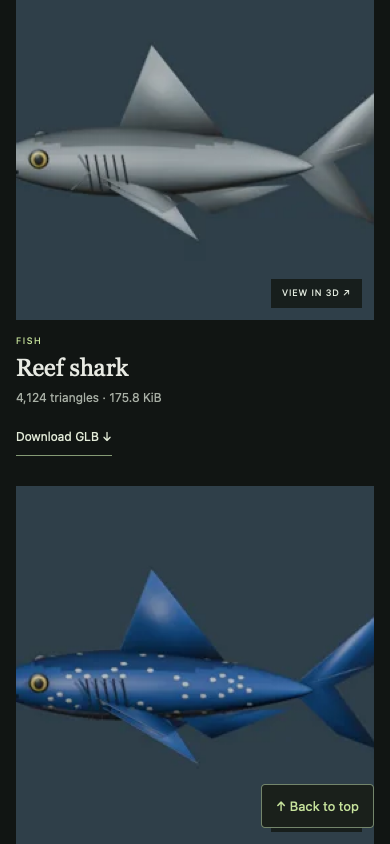 VIEW IN 3D ↗
FISH
Reef shark
4,124 triangles · 175.8 KiB
Download GLB ↓
↑ Back to top